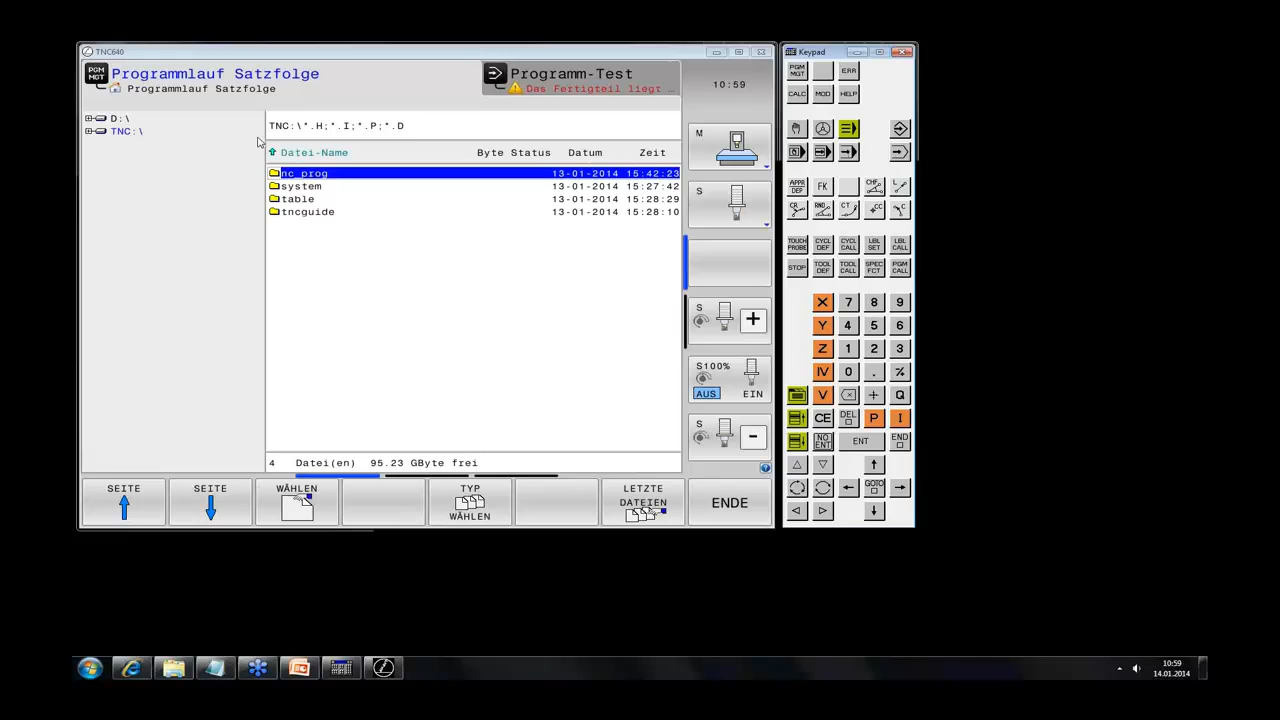 TNC640
PGM MGT Programmlauf Satzfolge
Programmlauf Satzfolge
Programm-Test
Das Fertigteil liegt …
10:59
D:\
TNC:\
TNC:\*.H;*.I;*.P;*.D
Datei-Name Byte Status Datum Zeit
nc_prog 13-01-2014 15:42:23
system 13-01-2014 15:27:42
table 13-01-2014 15:28:29
tncguide 13-01-2014 15:28:10
4 Datei(en) 95.23 GByte frei
M
S
S +
S100%
AUS EIN
S -
SEITE
SEITE
WÄHLEN
TYP
WÄHLEN
LETZTE
DATEIEN
ENDE
Keypad
PGM MGT ERR
CALC MOD HELP
APPR DEP FK CHF L
CR RND CT CC C
TOUCH PROBE CYCL DEF CYCL CALL LBL SET LBL CALL
STOP TOOL DEF TOOL CALL SPEC FCT PGM CALL
X 7 8 9
Y 4 5 6
Z 1 2 3
IV 0 .
V Q
CE DEL P I
NO ENT ENT END
GOTO
10:59
14.01.2014